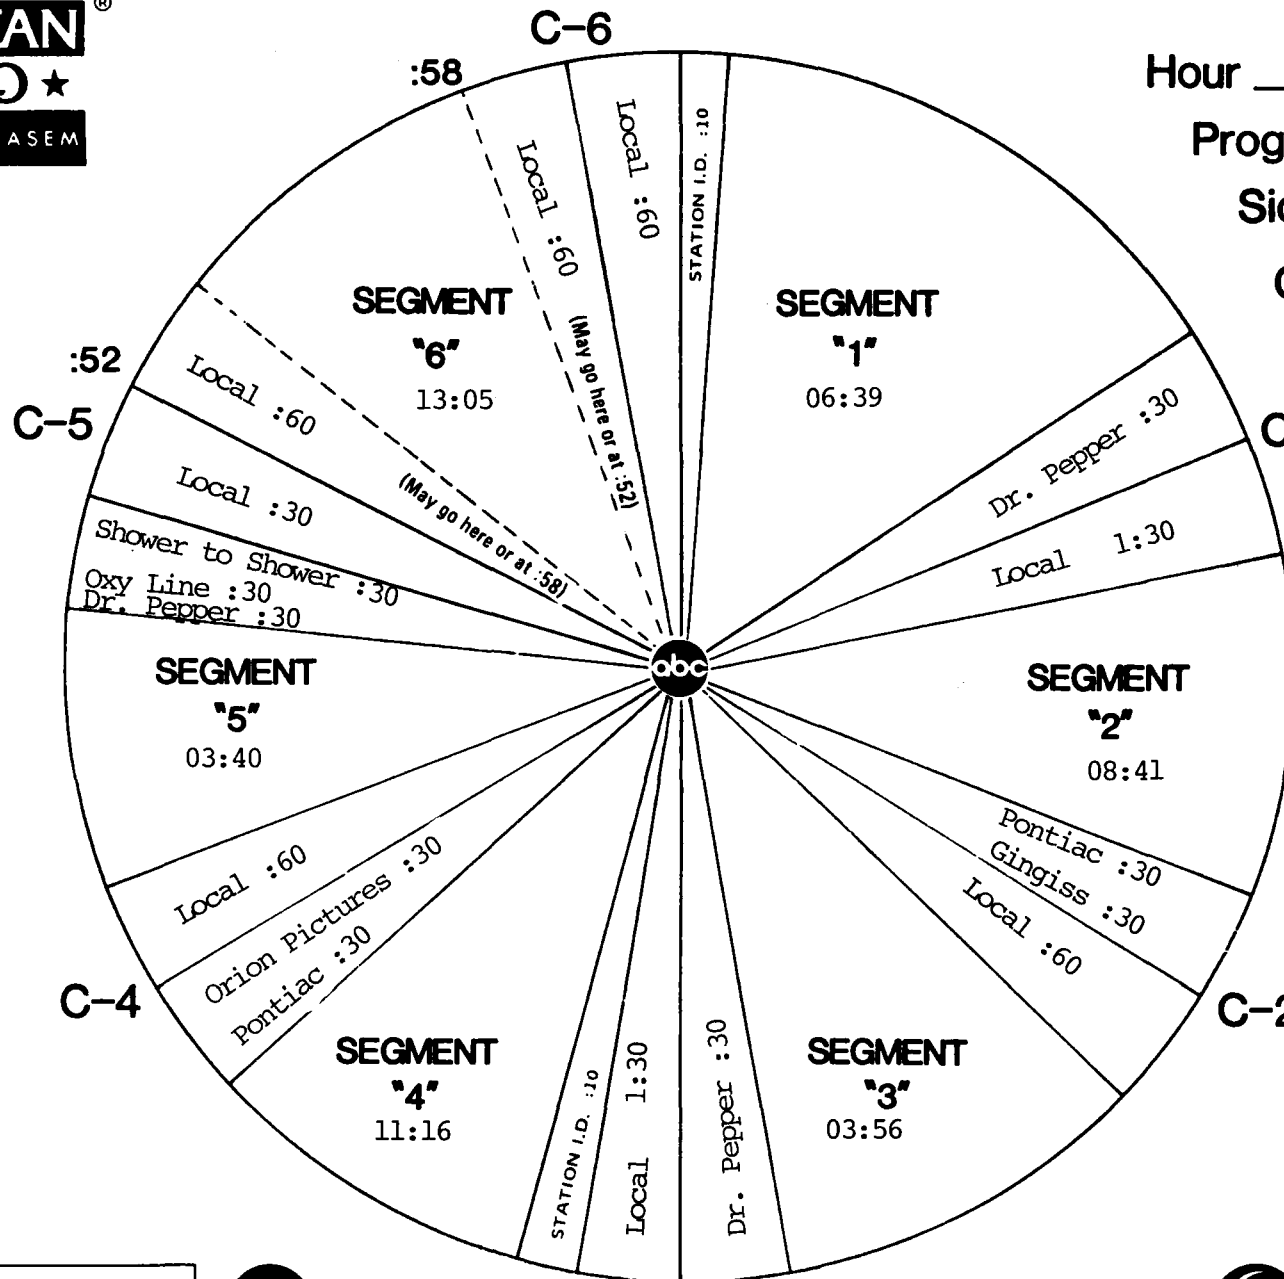 ®
ASEM
C-6
:58
Hour
Local :60
Local :60
(May go here or at :52)
STATION I.D. :10
SEGMENT
"1"
06:39
Dr. Pepper :30
Local 1:30
SEGMENT
"2"
08:41
Pontiac :30
Gingiss :30
Local :60
SEGMENT
"3"
03:56
Dr. Pepper :30
Local 1:30
STATION I.D. :10
SEGMENT
"4"
11:16
C-4
Pontiac :30
Orion Pictures :30
Local :60
SEGMENT
"5"
03:40
Dr. Pepper :30
Oxy Line :30
Shower to Shower :30
Local :30
C-5
:52
Local :60
(May go here or at :58)
SEGMENT
"6"
13:05
abc